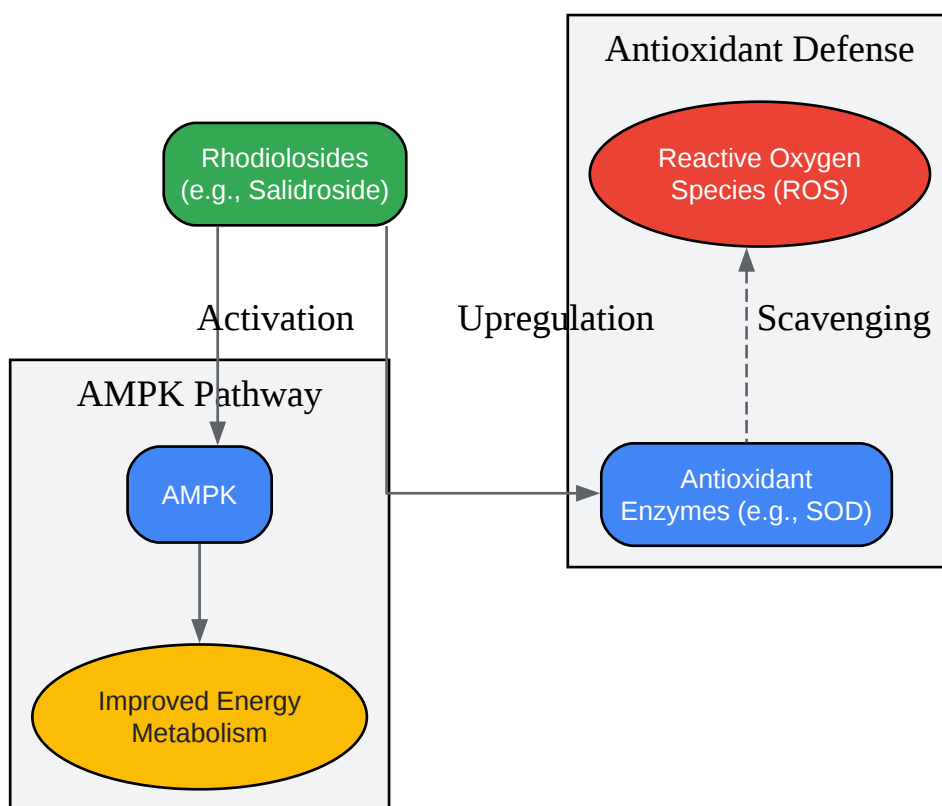 Antioxidant Defense
Rhodiolosides
(e.g., Salidroside)
Reactive Oxygen
Species (ROS)
Activation
Upregulation
Scavenging
AMPK Pathway
AMPK
Antioxidant
Enzymes (e.g., SOD)
Improved Energy
Metabolism